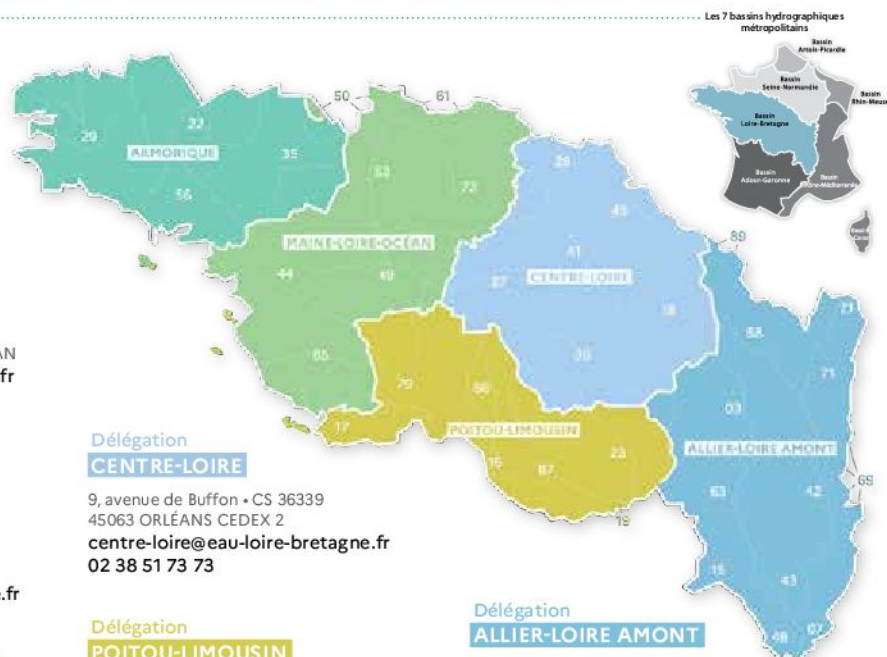 Les 7 bassins hydrographiques
métropolitains
Bassin
Artois-Picardie
Bassin
Seine-Normandie
Bassin
Rhin-Meuse
Bassin
Loire-Bretagne
Bassin
Adour-Garonne
Bassin
Rhône-Méditerranée
50
61
29
22
35
56
ARMORIQUE
53
72
28
45
MAINE-LOIRE-OCÉAN
44
49
41
37
CENTRE-LOIRE
18
36
89
58
21
71
85
79
86
17
POITOU-LIMOUSIN
16
87
23
19
03
ALLIER-LOIRE AMONT
63
42
69
15
43
48
07
AN
fr
Délégation
CENTRE-LOIRE
9, avenue de Buffon • CS 36339
45063 ORLÉANS CEDEX 2
centre-loire@eau-loire-bretagne.fr
02 38 51 73 73
.fr
Délégation
POITOU-LIMOUSIN
Délégation
ALLIER-LOIRE AMONT